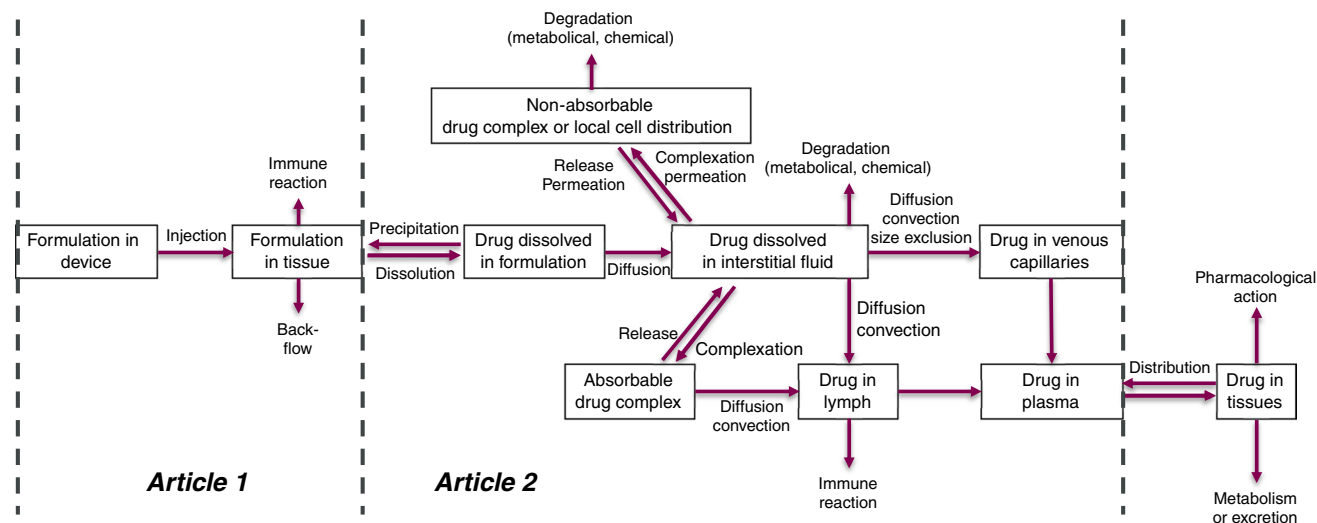 Degradation
(metabolical, chemical)
Non-absorbable
drug complex or local cell distribution
Release
Permeation
Complexation
permeation
Degradation
(metabolical, chemical)
Immune
reaction
Formulation in
device
Injection
Formulation
in tissue
Back-
flow
Precipitation
Dissolution
Drug dissolved
in formulation
Diffusion
Drug dissolved
in interstitial fluid
Diffusion
convection
size exclusion
Drug in venous
capillaries
Release
Complexation
Diffusion
convection
Absorbable
drug complex
Diffusion
convection
Drug in
lymph
Drug in
plasma
Immune
reaction
Pharmacological
action
Distribution
Drug in
tissues
Metabolism
or excretion
Article 1
Article 2